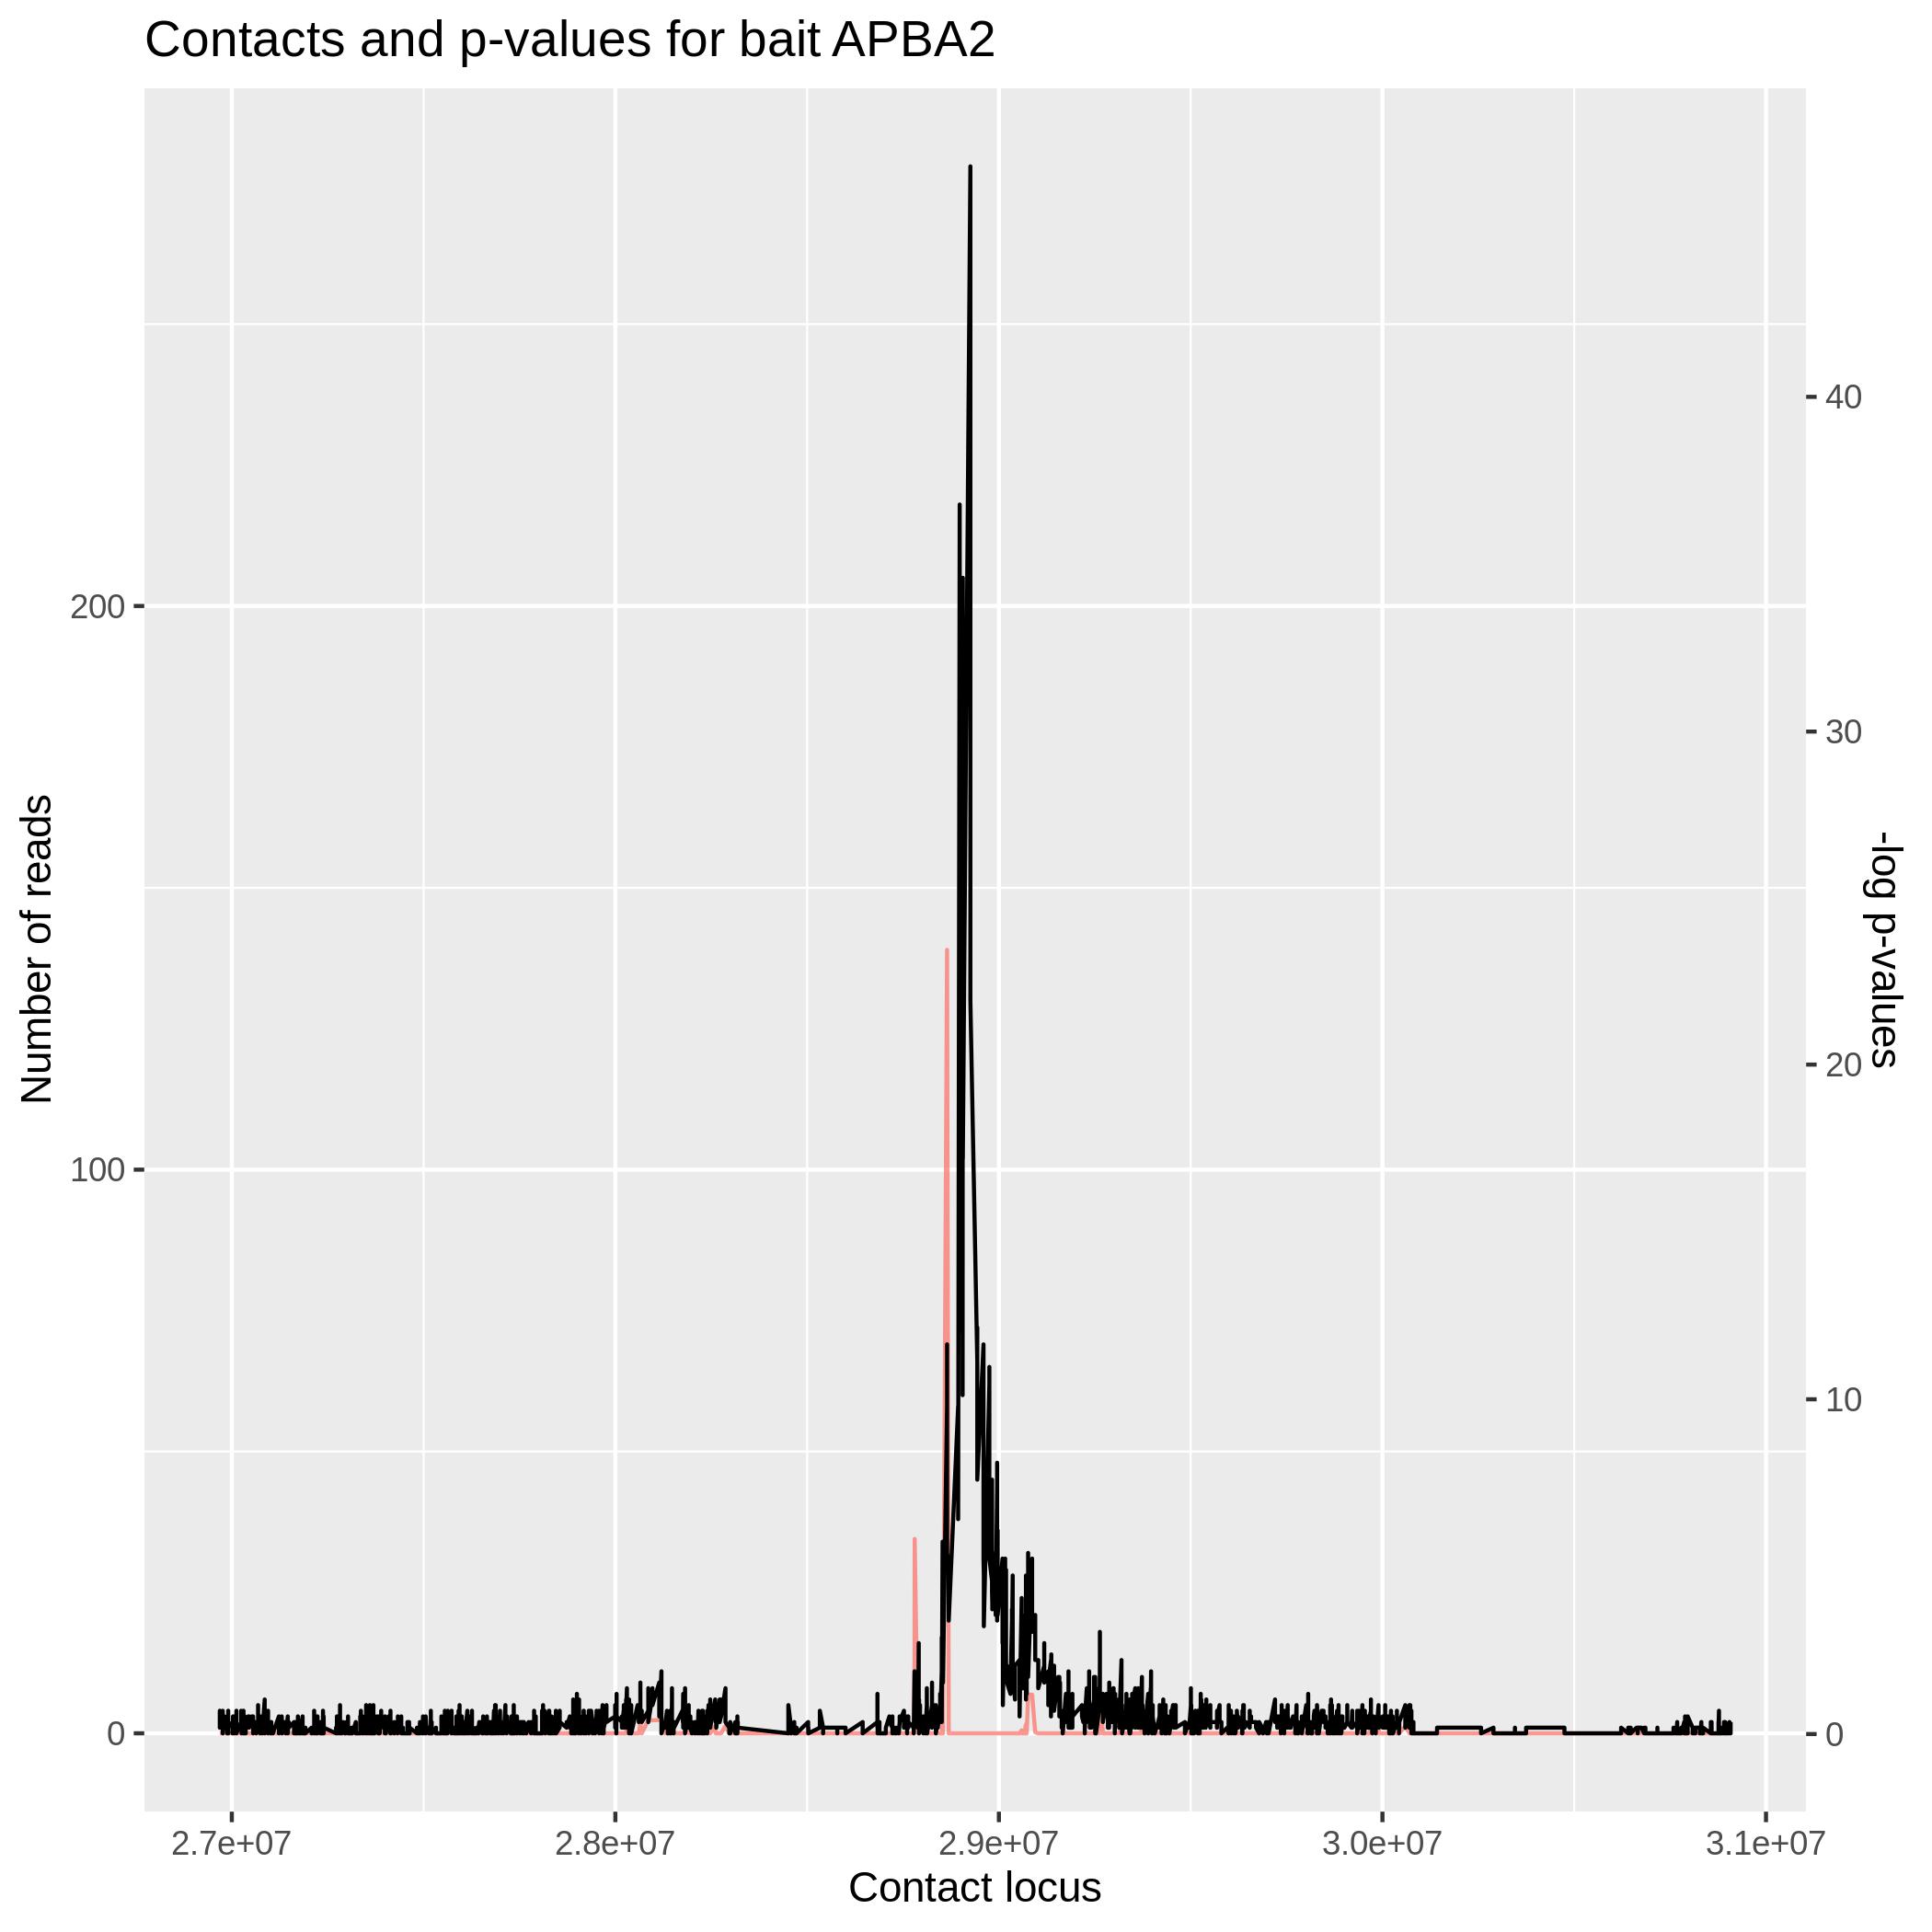 Contacts and p-values for bait APBA2
Number of reads
200
100
0
40
30
20
10
0
-log p-values
2.7e+07 2.8e+07 2.9e+07 3.0e+07 3.1e+07
Contact locus